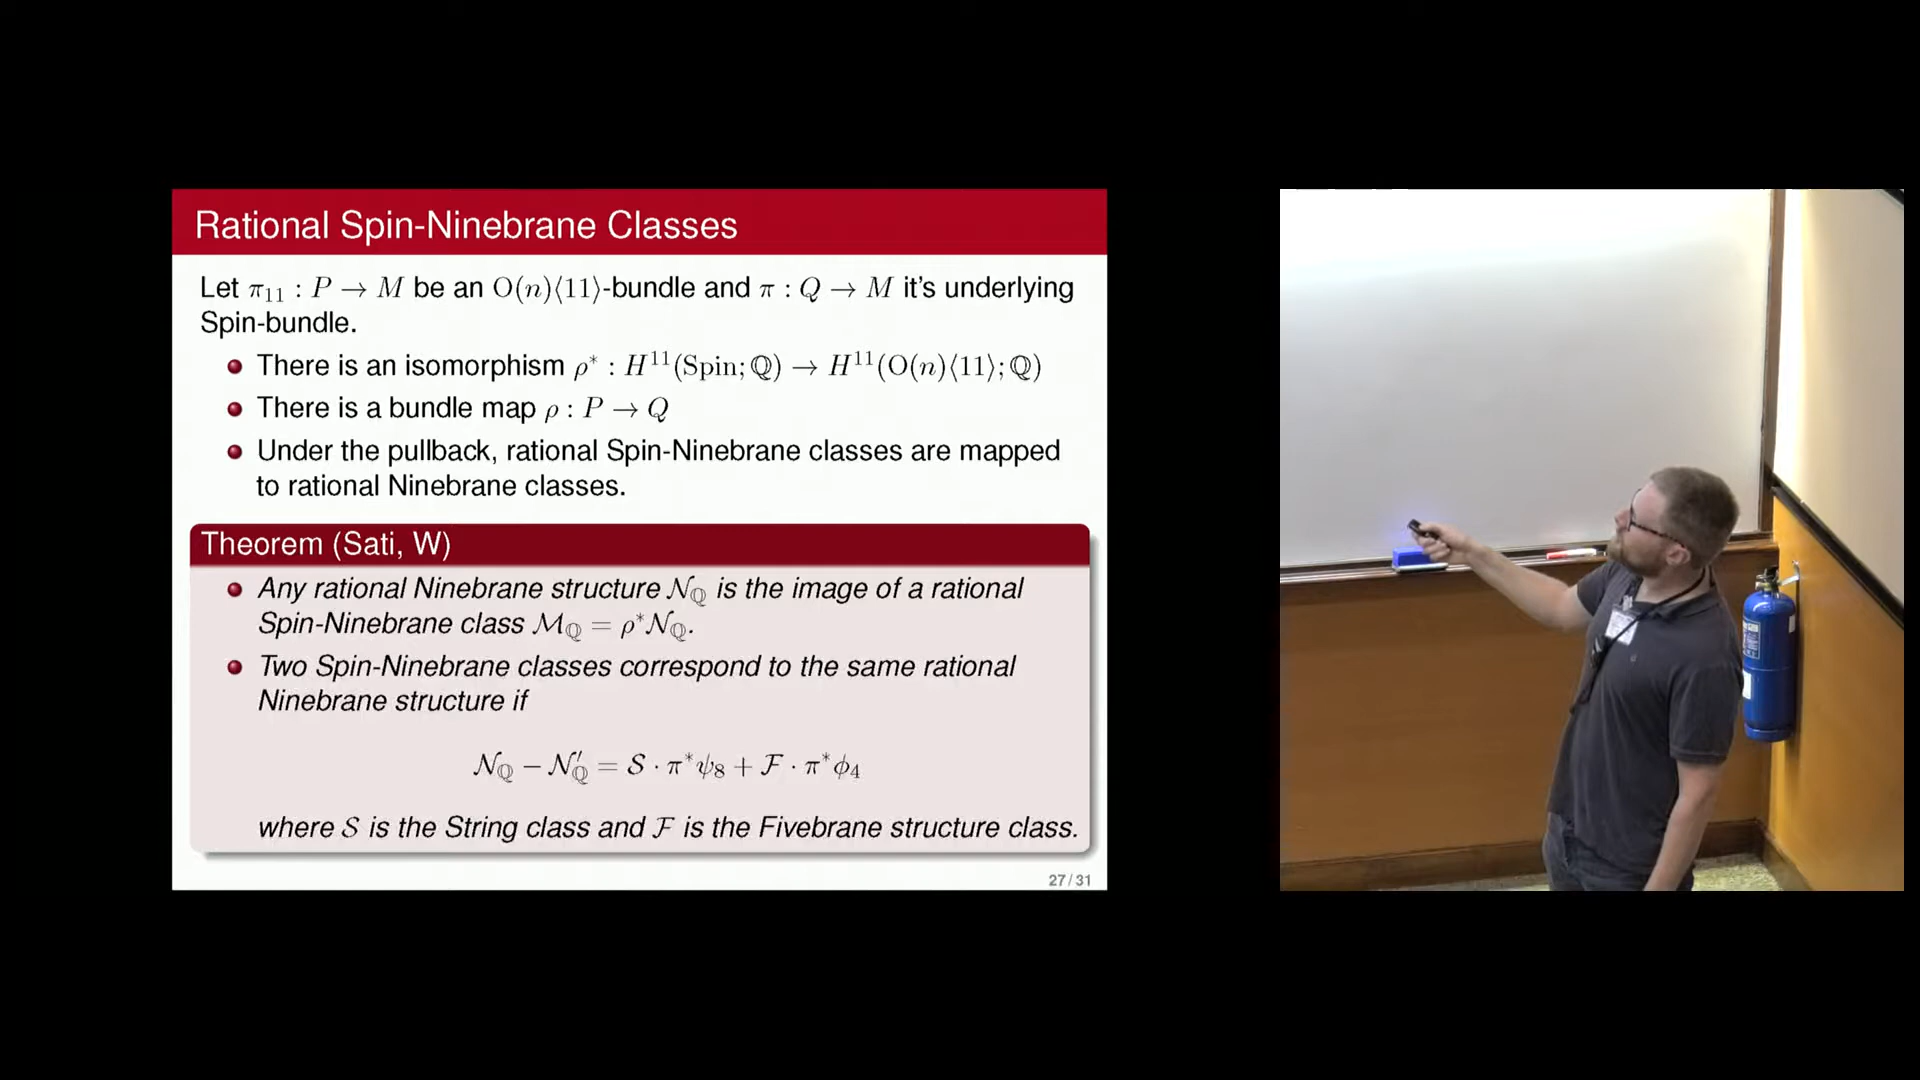 Rational Spin-Ninebrane Classes
Let π₁₁ : P → M be an O(n)⟨11⟩-bundle and π : Q → M it's underlying
Spin-bundle.
There is an isomorphism ρ* : H¹¹(Spin; ℚ) → H¹¹(O(n)⟨11⟩; ℚ)
There is a bundle map ρ : P → Q
Under the pullback, rational Spin-Ninebrane classes are mapped
to rational Ninebrane classes.
Theorem (Sati, W)
Any rational Ninebrane structure 𝒩_ℚ is the image of a rational
Spin-Ninebrane class ℳ_ℚ = ρ*𝒩_ℚ.
Two Spin-Ninebrane classes correspond to the same rational
Ninebrane structure if
𝒩_ℚ − 𝒩′_ℚ = 𝒮 · π*ψ₈ + ℱ · π*ϕ₄
where 𝒮 is the String class and ℱ is the Fivebrane structure class.
27 / 31